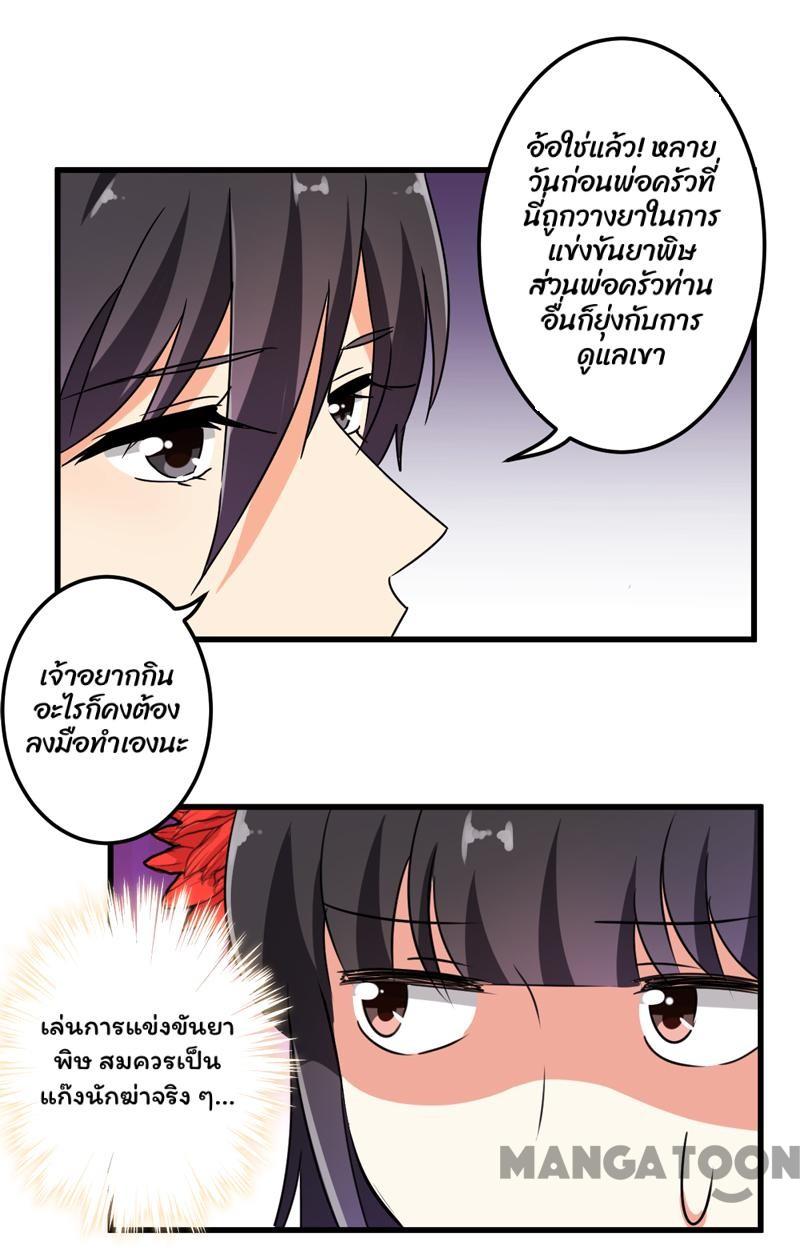 อ้อใช่แล้ว! หลาย
วันก่อนพ่อครัวที่
นี่ถูกวางยาในการ
แข่งขันยาพิษ
ส่วนพ่อครัวท่าน
อื่นก็ยุ่งกับการ
ดูแลเขา
เจ้าอยากกิน
อะไรก็คงต้อง
ลงมือทำเองนะ
เล่นการแข่งขันยา
พิษ สมควรเป็น
แก๊งนักฆ่าจริง ๆ...
MANGATOON